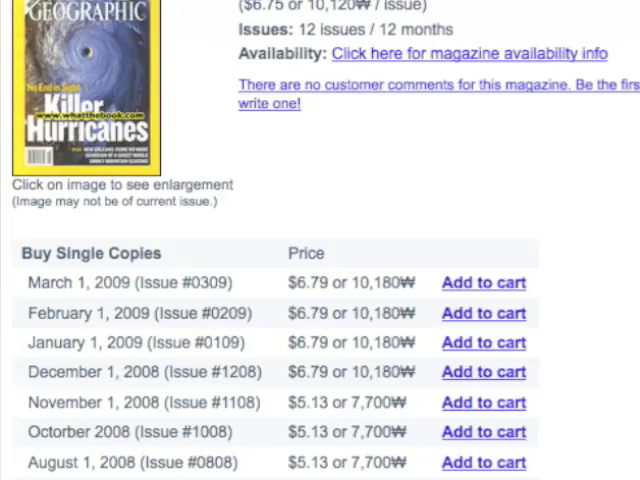 GEOGRAPHIC
($6.75 or 10,120₩ / issue)
Issues: 12 issues / 12 months
Availability: Click here for magazine availability info
There are no customer comments for this magazine. Be the firs
write one!
No End in Sight
Killer
www.whatthebook.com
Hurricanes
Click on image to see enlargement
(Image may not be of current issue.)
Buy Single Copies Price
March 1, 2009 (Issue #0309) $6.79 or 10,180₩ Add to cart
February 1, 2009 (Issue #0209) $6.79 or 10,180₩ Add to cart
January 1, 2009 (Issue #0109) $6.79 or 10,180₩ Add to cart
December 1, 2008 (Issue #1208) $6.79 or 10,180₩ Add to cart
November 1, 2008 (Issue #1108) $5.13 or 7,700₩ Add to cart
Octorber 2008 (Issue #1008) $5.13 or 7,700₩ Add to cart
August 1, 2008 (Issue #0808) $5.13 or 7,700₩ Add to cart